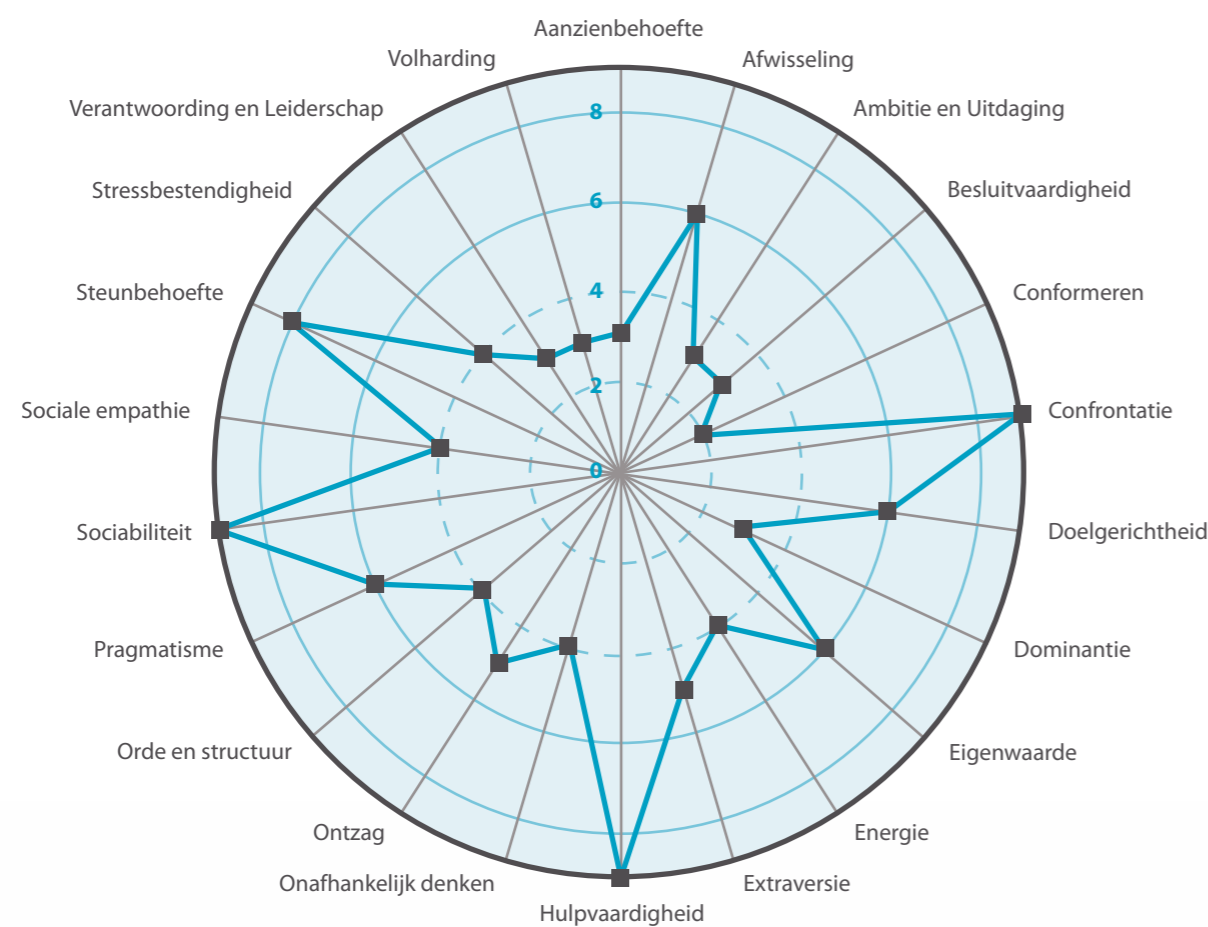 Aanzienbehoefte
Afwisseling
Ambitie en Uitdaging
Besluitvaardigheid
Conformeren
Confrontatie
Doelgerichtheid
Dominantie
Eigenwaarde
Energie
Extraversie
Hulpvaardigheid
Onafhankelijk denken
Ontzag
Orde en structuur
Pragmatisme
Sociabiliteit
Sociale empathie
Steunbehoefte
Stressbestendigheid
Verantwoording en Leiderschap
Volharding
8
6
4
2
0